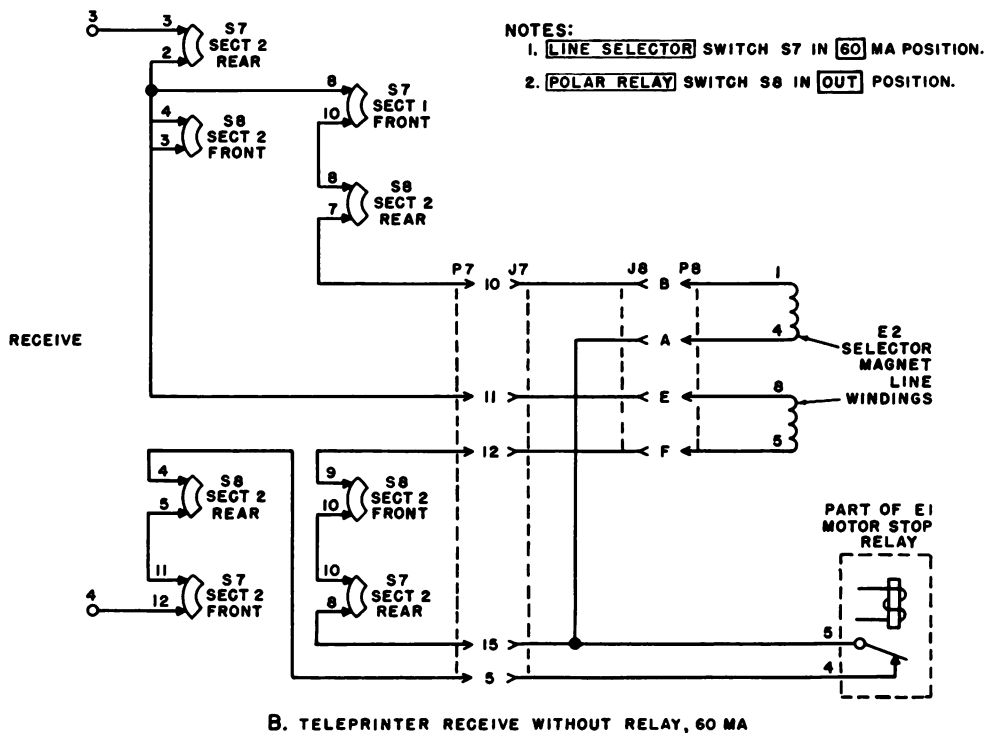 NOTES:
1. LINE SELECTOR SWITCH S7 IN 60 MA POSITION.
2. POLAR RELAY SWITCH S8 IN OUT POSITION.
3
3
2
S7
SECT 2
REAR
4
3
S8
SECT 2
FRONT
8
10
S7
SECT 1
FRONT
8
7
S8
SECT 2
REAR
P7 J7 J8 P8
10 B 1
A 4
E2
SELECTOR
MAGNET
LINE
WINDINGS
RECEIVE
11 E 8
12 F 5
4
5
S8
SECT 2
REAR
9
10
S8
SECT 2
FRONT
11
12
S7
SECT 2
FRONT
4
10
8
S7
SECT 2
REAR
PART OF E1
MOTOR STOP
RELAY
15 5
5 4
B. TELEPRINTER RECEIVE WITHOUT RELAY, 60 MA